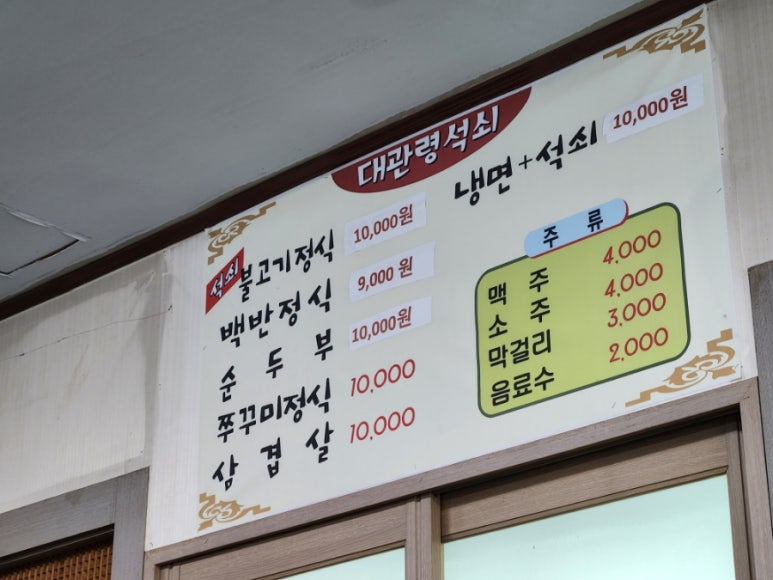 대관령석쇠
석쇠 불고기정식 10,000원
백반정식 9,000원
순두부 10,000원
쭈꾸미정식 10,000
삼겹살 10,000
냉면+석쇠 10,000원
주류
맥주 4,000
소주 4,000
막걸리 3,000
음료수 2,000